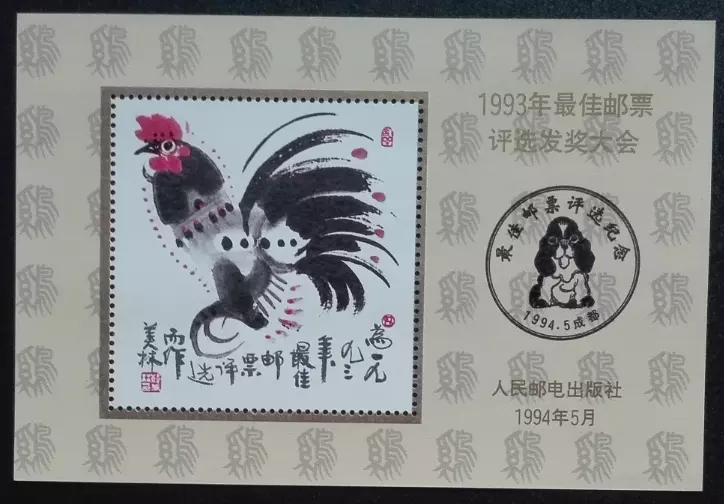 1993年最佳邮票
评选发奖大会
最佳邮票评选纪念
1994.5成都
为一九
九三
年
最佳
邮票评选
而作
美林
人民邮电出版社
1994年5月